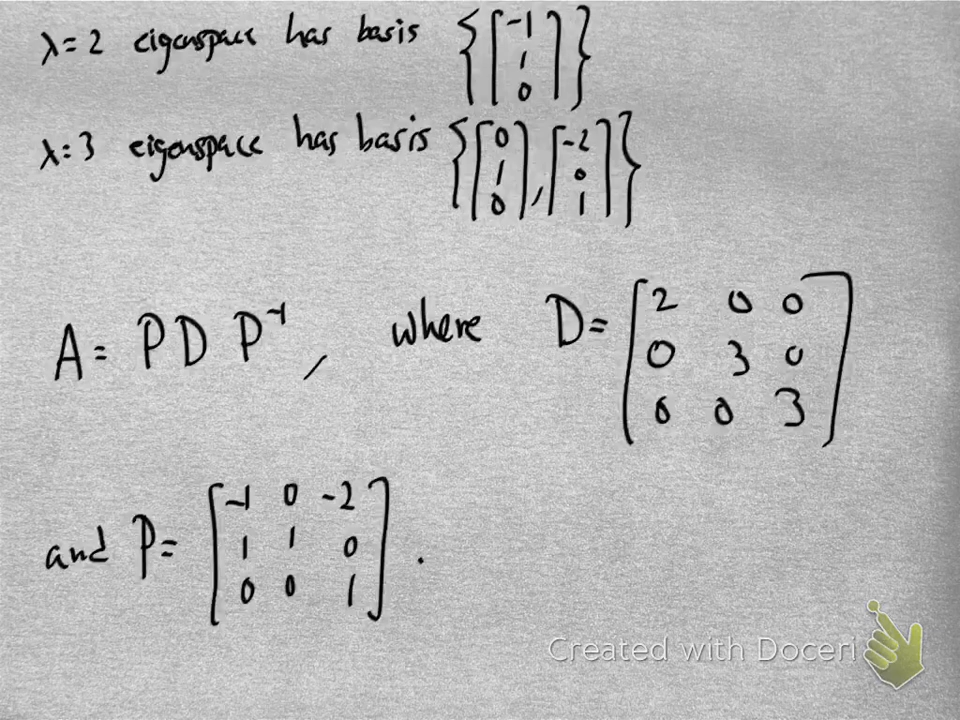 λ=2 eigenspace has basis {[-1 1 0]}
λ=3 eigenspace has basis {[0 1 0], [-2 0 1]}
A = P D P⁻¹, where D = [2 0 0
0 3 0
0 0 3]
and P = [-1 0 -2
1 1 0
0 0 1].
Created with Doceri